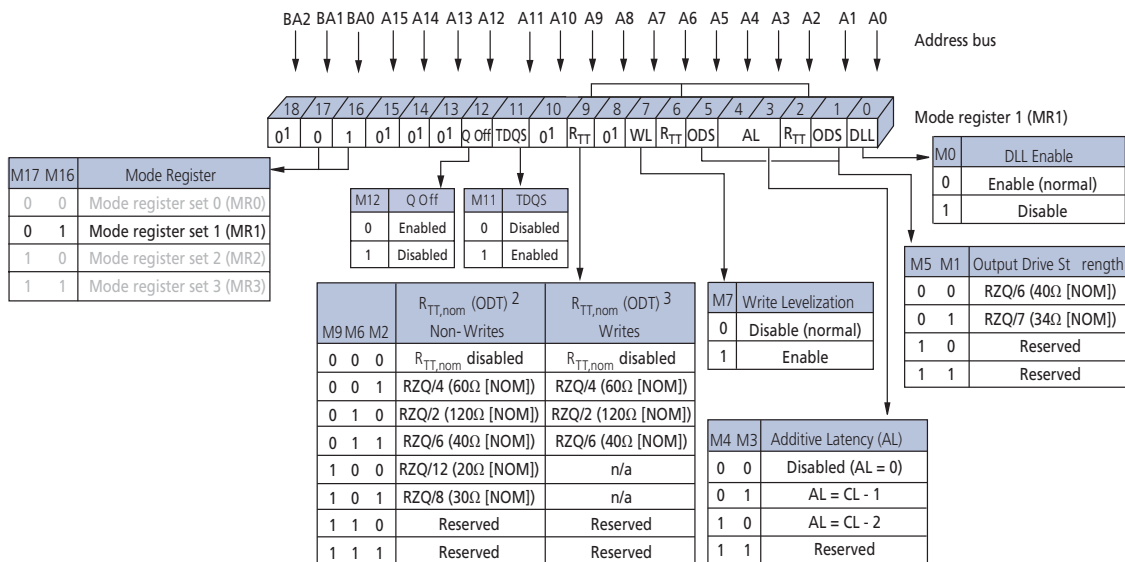 BA2 BA1 BA0 A15 A14 A13 A12 A11 A10 A9 A8 A7 A6 A5 A4 A3 A2 A1 A0
Address bus
18 17 16 15 14 13 12 11 10 9 8 7 6 5 4 3 2 1 0
0¹ 0 1 0¹ 0¹ 0¹ Q Off TDQS 0¹ RTT 0¹ WL RTT ODS AL RTT ODS DLL
Mode register 1 (MR1)
M17 M16 Mode Register
0 0 Mode register set 0 (MR0)
0 1 Mode register set 1 (MR1)
1 0 Mode register set 2 (MR2)
1 1 Mode register set 3 (MR3)
M12 Q Off
0 Enabled
1 Disabled
M11 TDQS
0 Disabled
1 Enabled
M0 DLL Enable
0 Enable (normal)
1 Disable
M5 M1 Output Drive St rength
0 0 RZQ/6 (40Ω [NOM])
0 1 RZQ/7 (34Ω [NOM])
1 0 Reserved
1 1 Reserved
M9 M6 M2 RTT,nom (ODT) ² Non-Writes RTT,nom (ODT) ³ Writes
0 0 0 RTT,nom disabled RTT,nom disabled
0 0 1 RZQ/4 (60Ω [NOM]) RZQ/4 (60Ω [NOM])
0 1 0 RZQ/2 (120Ω [NOM]) RZQ/2 (120Ω [NOM])
0 1 1 RZQ/6 (40Ω [NOM]) RZQ/6 (40Ω [NOM])
1 0 0 RZQ/12 (20Ω [NOM]) n/a
1 0 1 RZQ/8 (30Ω [NOM]) n/a
1 1 0 Reserved Reserved
1 1 1 Reserved Reserved
M7 Write Levelization
0 Disable (normal)
1 Enable
M4 M3 Additive Latency (AL)
0 0 Disabled (AL = 0)
0 1 AL = CL - 1
1 0 AL = CL - 2
1 1 Reserved